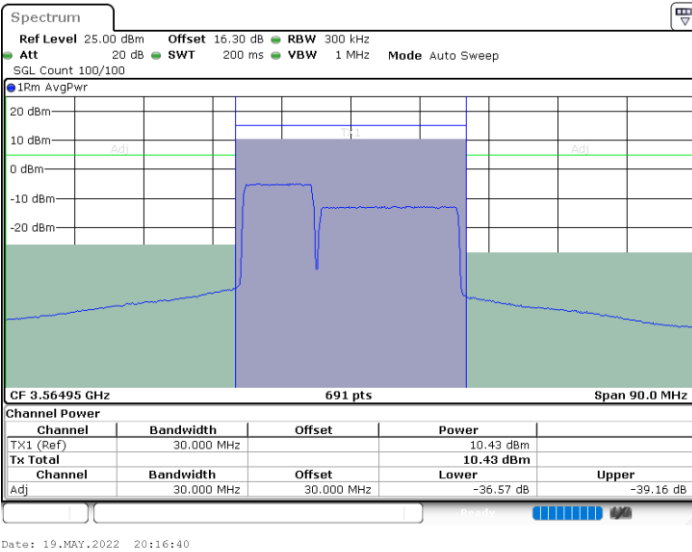 Spectrum
Ref Level 25.00 dBm Offset 16.30 dB RBW 300 kHz
Att 20 dB SWT 200 ms VBW 1 MHz Mode Auto Sweep
SGL Count 100/100
1Rm AvgPwr
20 dBm
TX1
10 dBm
Adj Adj
0 dBm
-10 dBm
-20 dBm
CF 3.56495 GHz 691 pts Span 90.0 MHz
Channel Power
Channel Bandwidth Offset Power
TX1 (Ref) 30.000 MHz 10.43 dBm
Tx Total 10.43 dBm
Channel Bandwidth Offset Lower Upper
Adj 30.000 MHz 30.000 MHz -36.57 dB -39.16 dB
Ready
Date: 19.MAY.2022 20:16:40